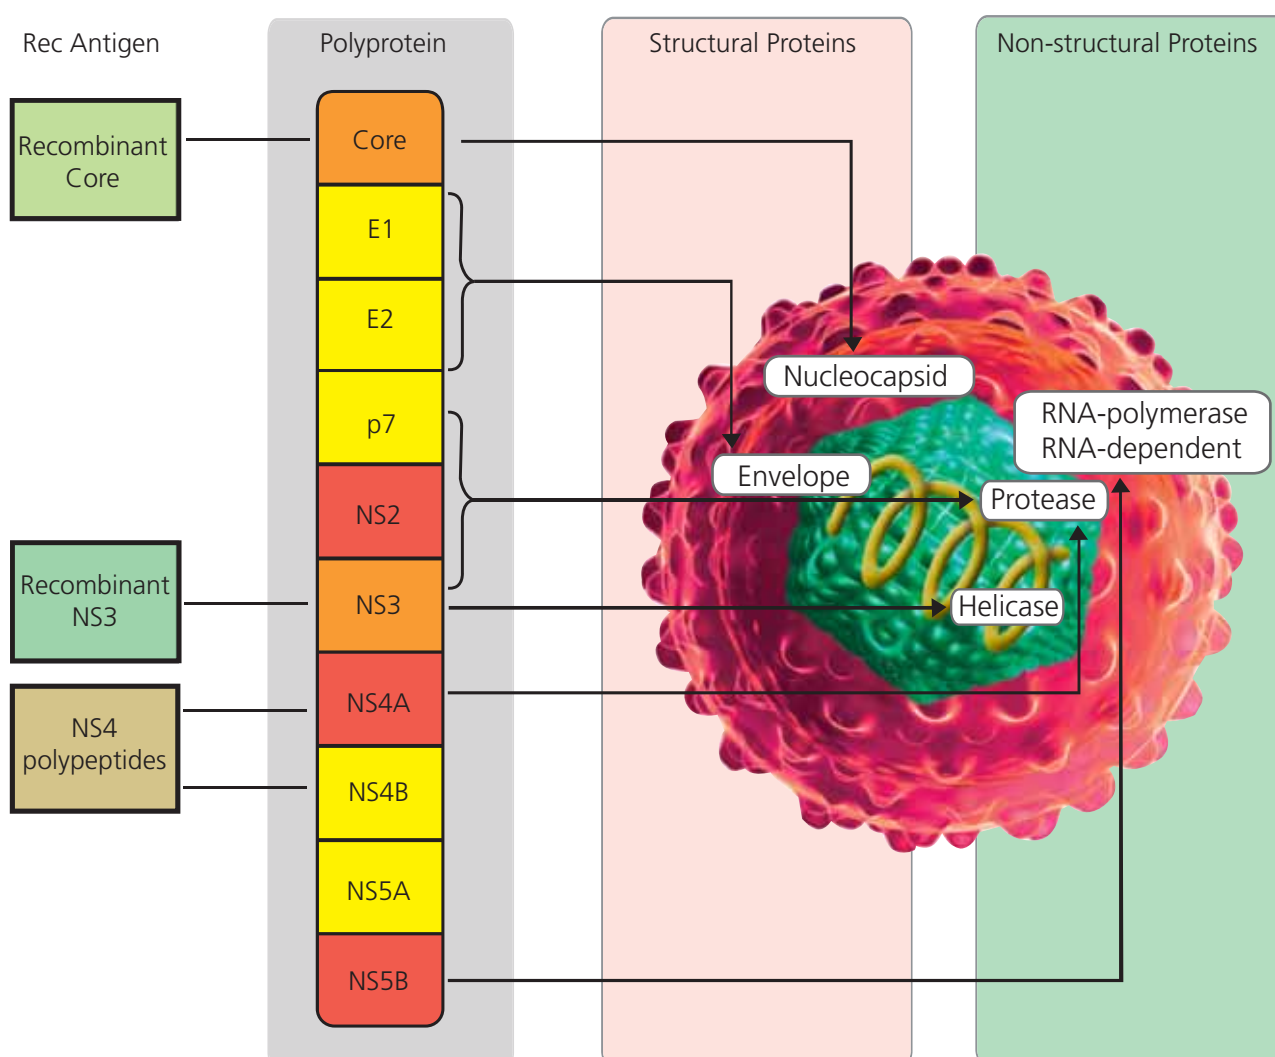 Rec Antigen
Polyprotein
Structural Proteins
Non-structural Proteins
Recombinant
Core
Core
E1
E2
Nucleocapsid
p7
RNA-polymerase
RNA-dependent
Envelope
Protease
NS2
Recombinant
NS3
NS3
Helicase
NS4A
NS4
polypeptides
NS4B
NS5A
NS5B